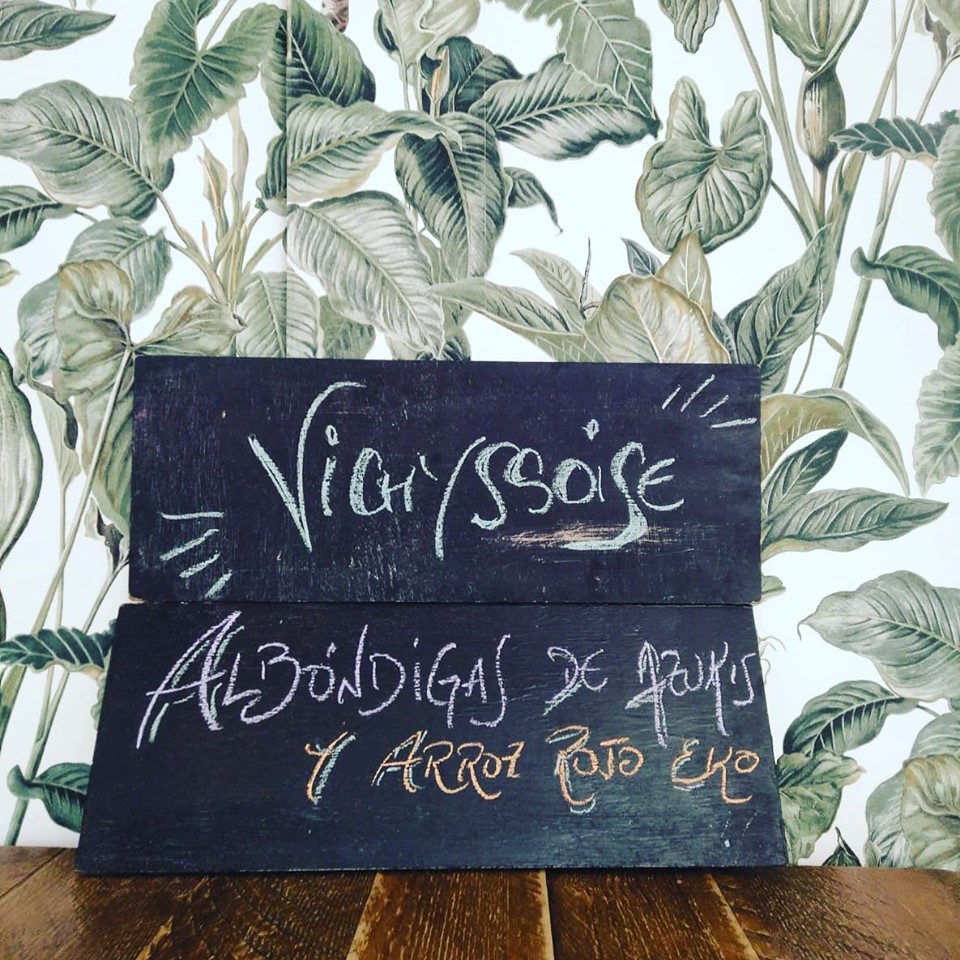 Vichyssoise
ALBÓNDIGAS DE AZUKIS
Y ARROZ ROJO EKO